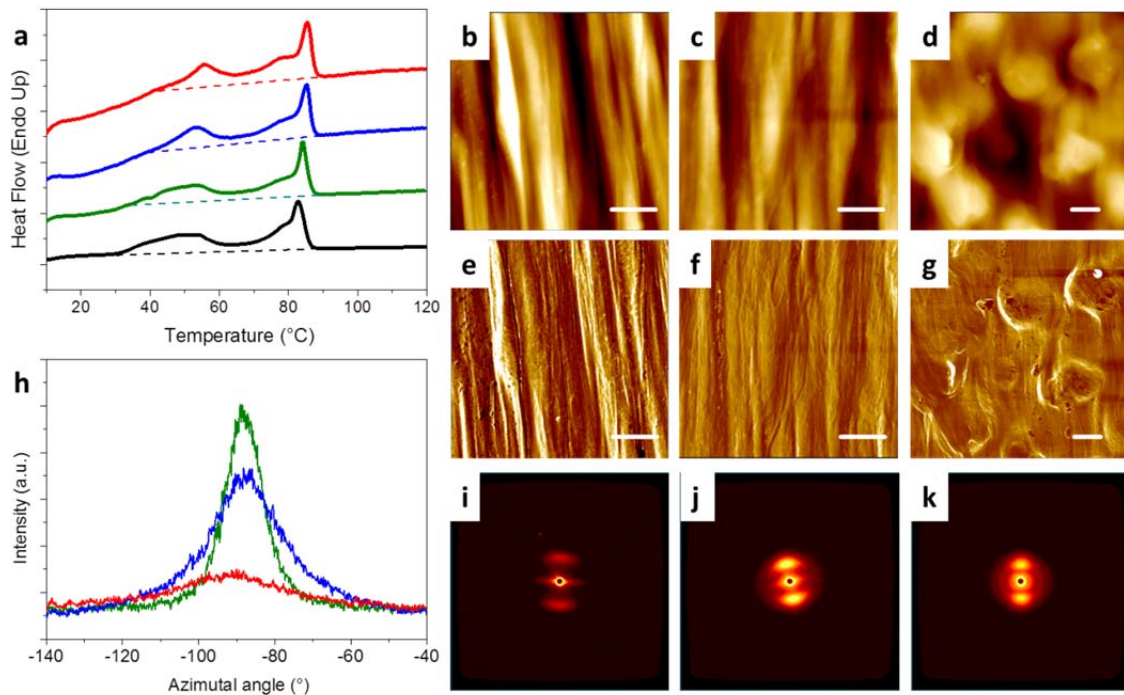 a
Heat Flow (Endo Up)
20 40 60 80 100 120
Temperature (°C)
b
c
d
e
f
g
h
Intensity (a.u.)
-140 -120 -100 -80 -60 -40
Azimutal angle (°)
i
j
k